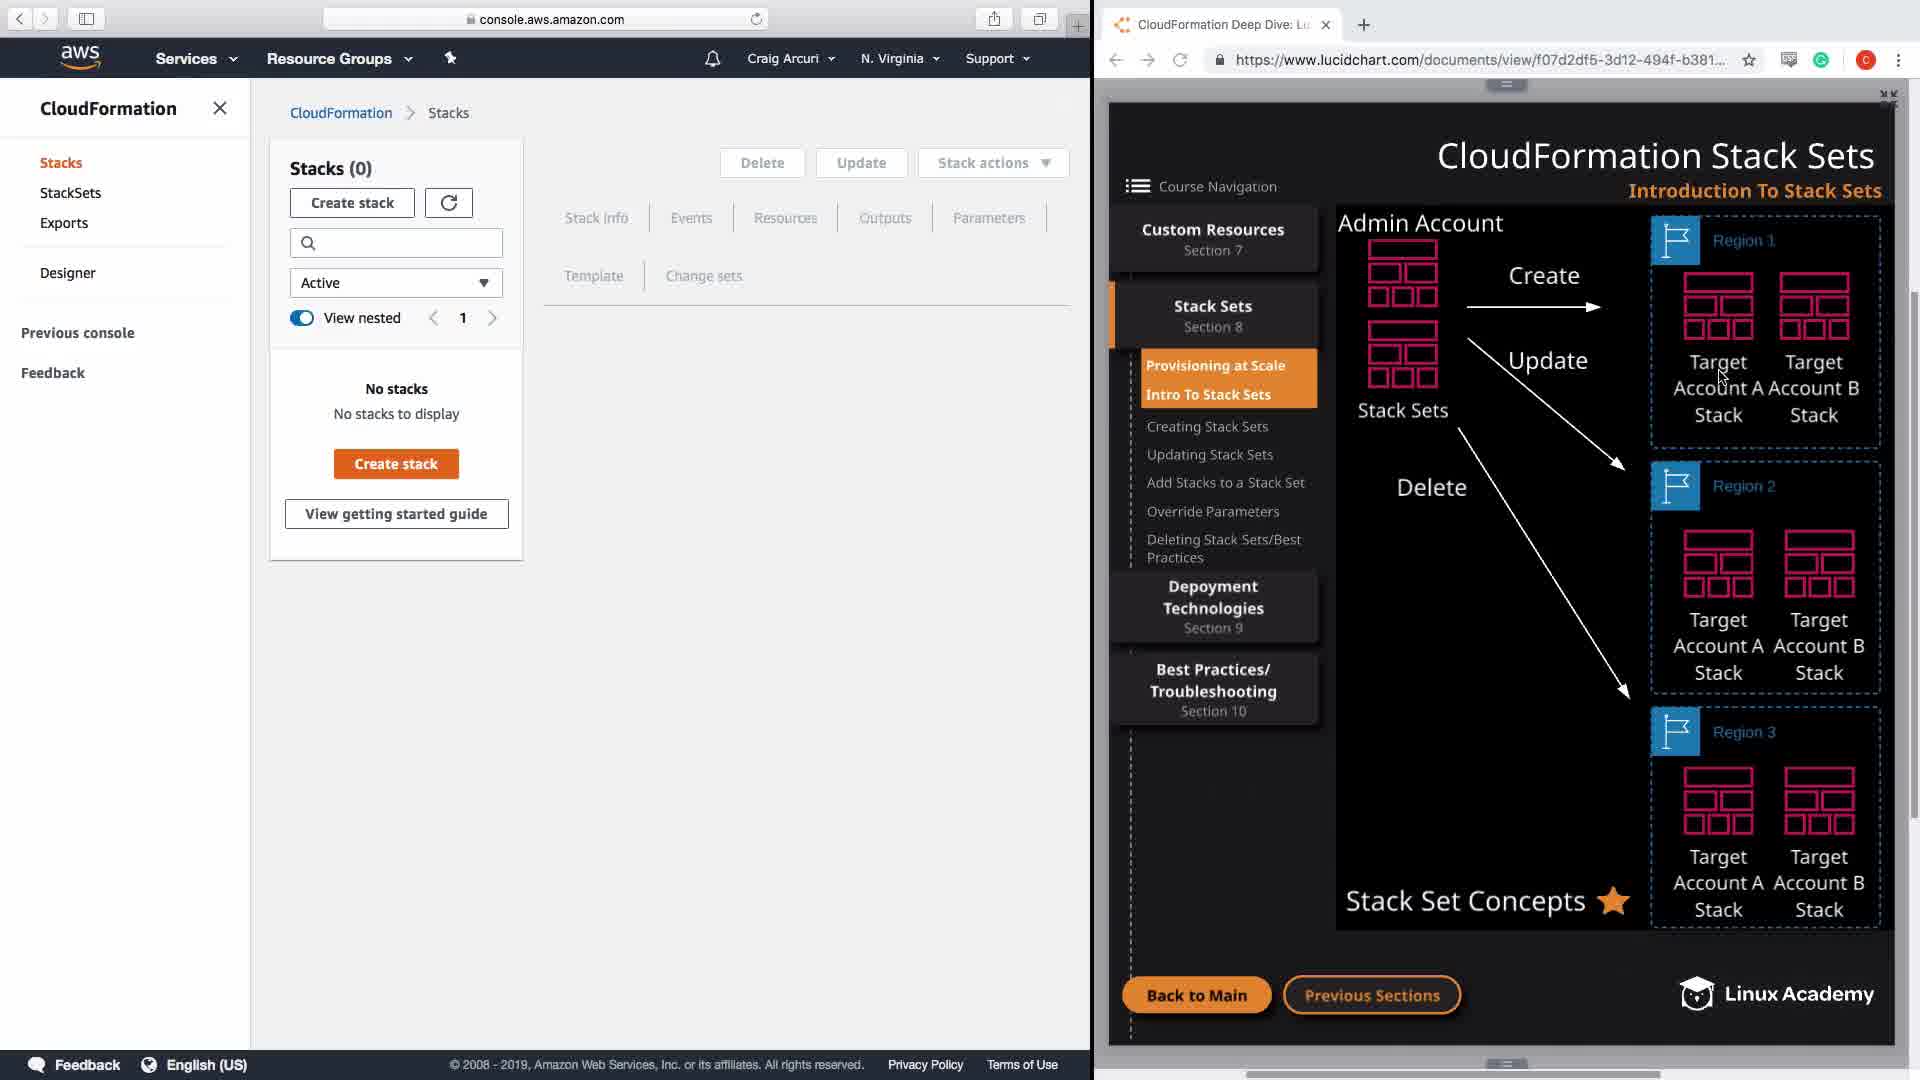 console.aws.amazon.com
aws
Services
Resource Groups
Craig Arcuri
N. Virginia
Support
CloudFormation
Stacks
StackSets
Exports
Designer
Previous console
Feedback
CloudFormation
Stacks
Stacks (0)
Create stack
Active
View nested
1
No stacks
No stacks to display
Create stack
View getting started guide
Delete
Update
Stack actions
Stack info
Events
Resources
Outputs
Parameters
Template
Change sets
Feedback
English (US)
© 2008 - 2019, Amazon Web Services, Inc. or its affiliates. All rights reserved.
Privacy Policy
Terms of Use
CloudFormation Deep Dive: Lu
https://www.lucidchart.com/documents/view/f07d2df5-3d12-494f-b381...
C
CloudFormation Stack Sets
Introduction To Stack Sets
Course Navigation
Custom Resources
Section 7
Stack Sets
Section 8
Provisioning at Scale
Intro To Stack Sets
Creating Stack Sets
Updating Stack Sets
Add Stacks to a Stack Set
Override Parameters
Deleting Stack Sets/Best
Practices
Depoyment
Technologies
Section 9
Best Practices/
Troubleshooting
Section 10
Admin Account
Stack Sets
Create
Update
Delete
Region 1
Target
Account A
Stack
Target
Account B
Stack
Region 2
Target
Account A
Stack
Target
Account B
Stack
Region 3
Target
Account A
Stack
Target
Account B
Stack
Stack Set Concepts
Back to Main
Previous Sections
Linux Academy